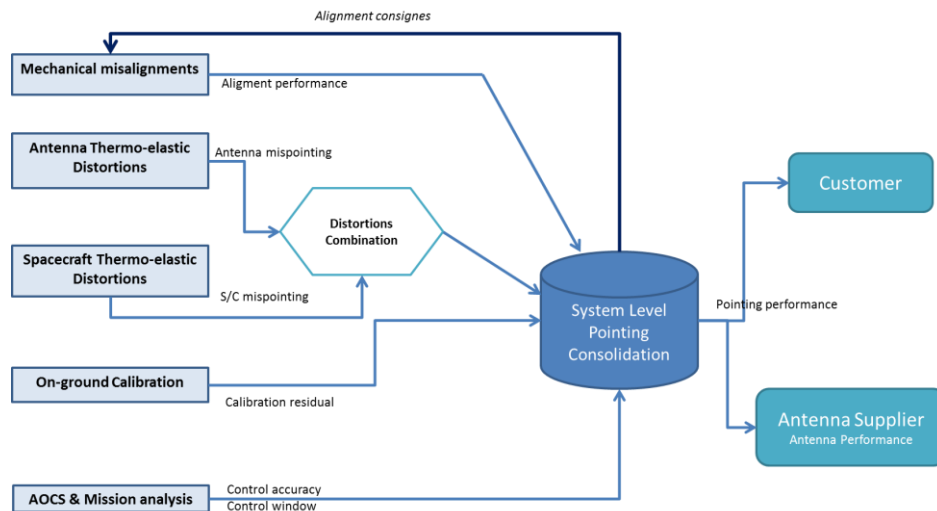 Alignment consignes
Mechanical misalignments
Aligment performance
Antenna Thermo-elastic
Distortions
Antenna mispointing
Customer
Distortions
Combination
Spacecraft Thermo-elastic
Distortions
S/C mispointing
System Level
Pointing
Consolidation
Pointing performance
On-ground Calibration
Calibration residual
Antenna Supplier
Antenna Performance
AOCS & Mission analysis
Control accuracy
Control window